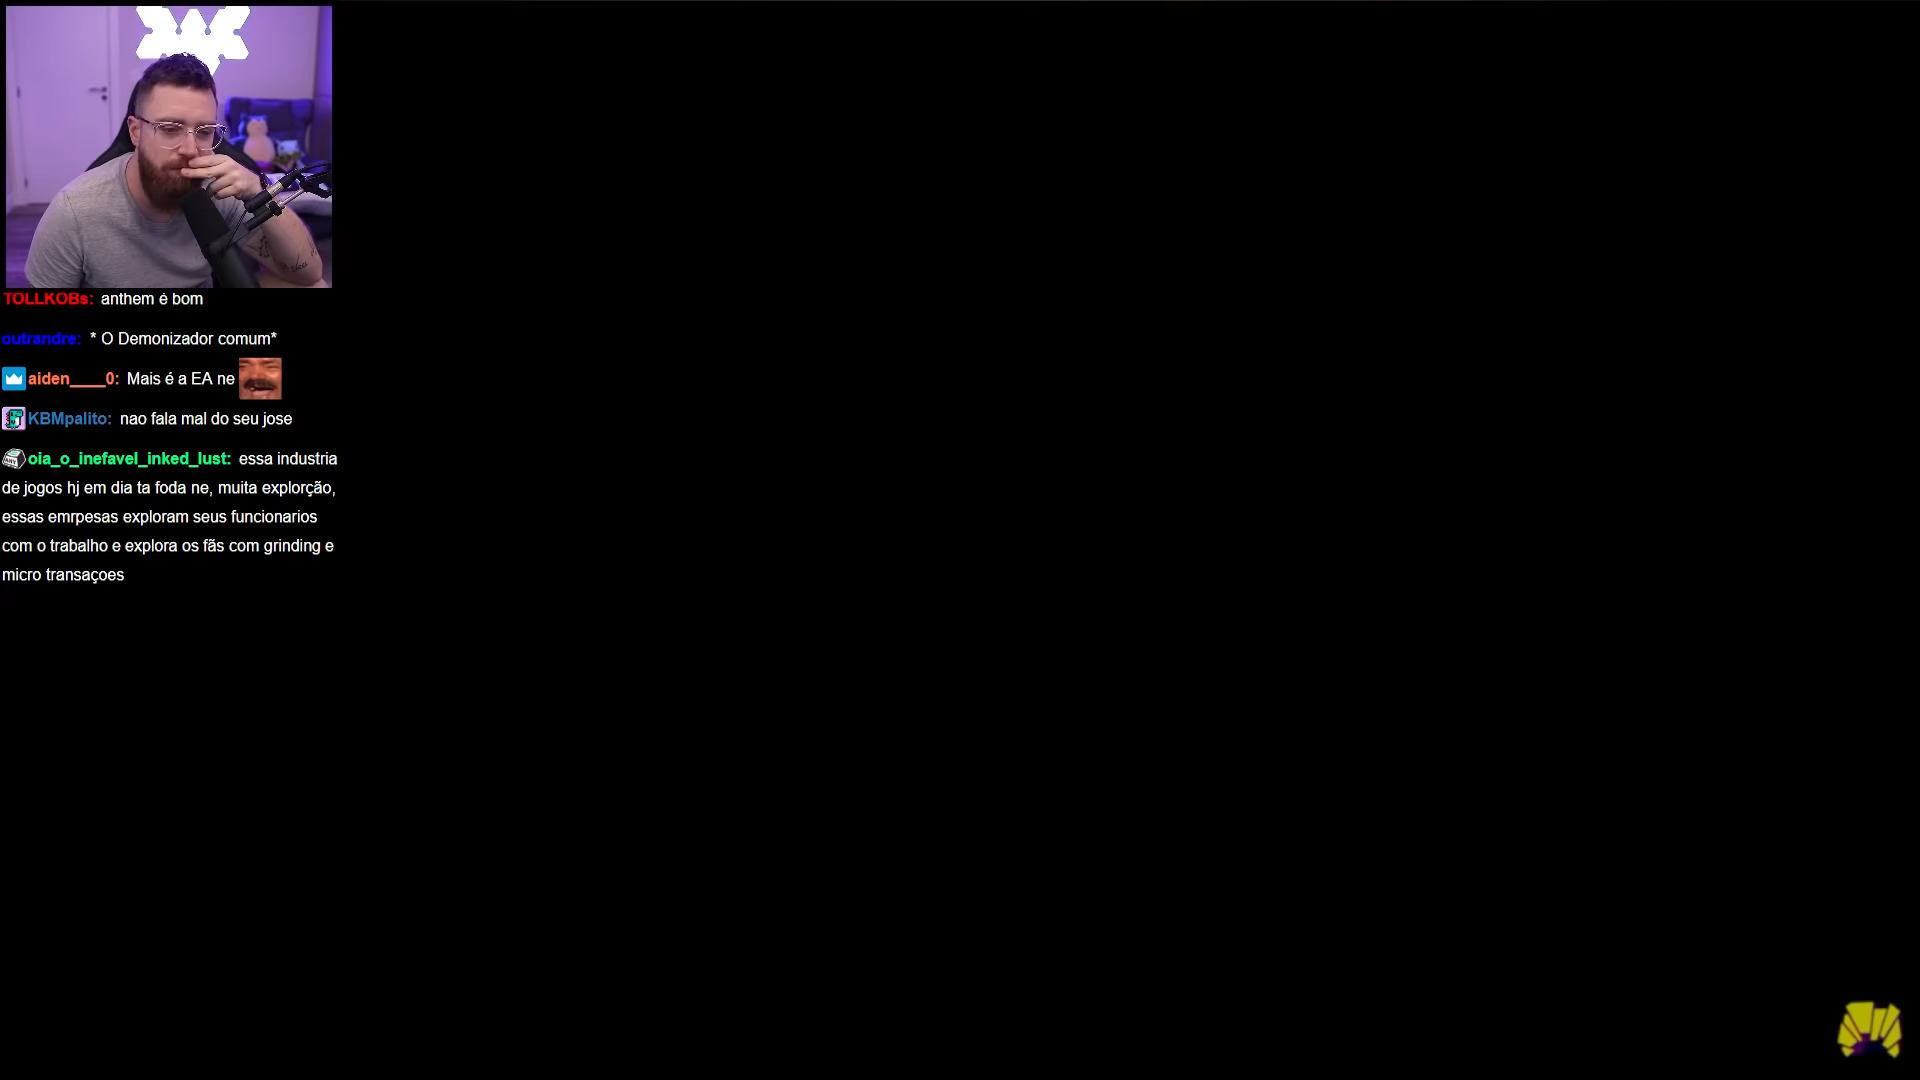 TOLLKOBs: anthem é bom
outrandre: * O Demonizador comum*
aiden____0: Mais é a EA ne
KBMpalito: nao fala mal do seu jose
oia_o_inefavel_inked_lust: essa industria
de jogos hj em dia ta foda ne, muita explorção,
essas emrpesas exploram seus funcionarios
com o trabalho e explora os fãs com grinding e
micro transaçoes